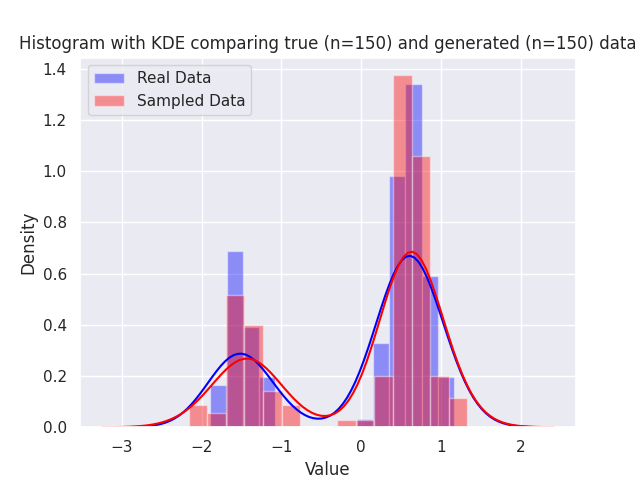 Histogram with KDE comparing true (n=150) and generated (n=150) data
Real Data
Sampled Data
Density
1.4
1.2
1.0
0.8
0.6
0.4
0.2
0.0
−3 −2 −1 0 1 2
Value